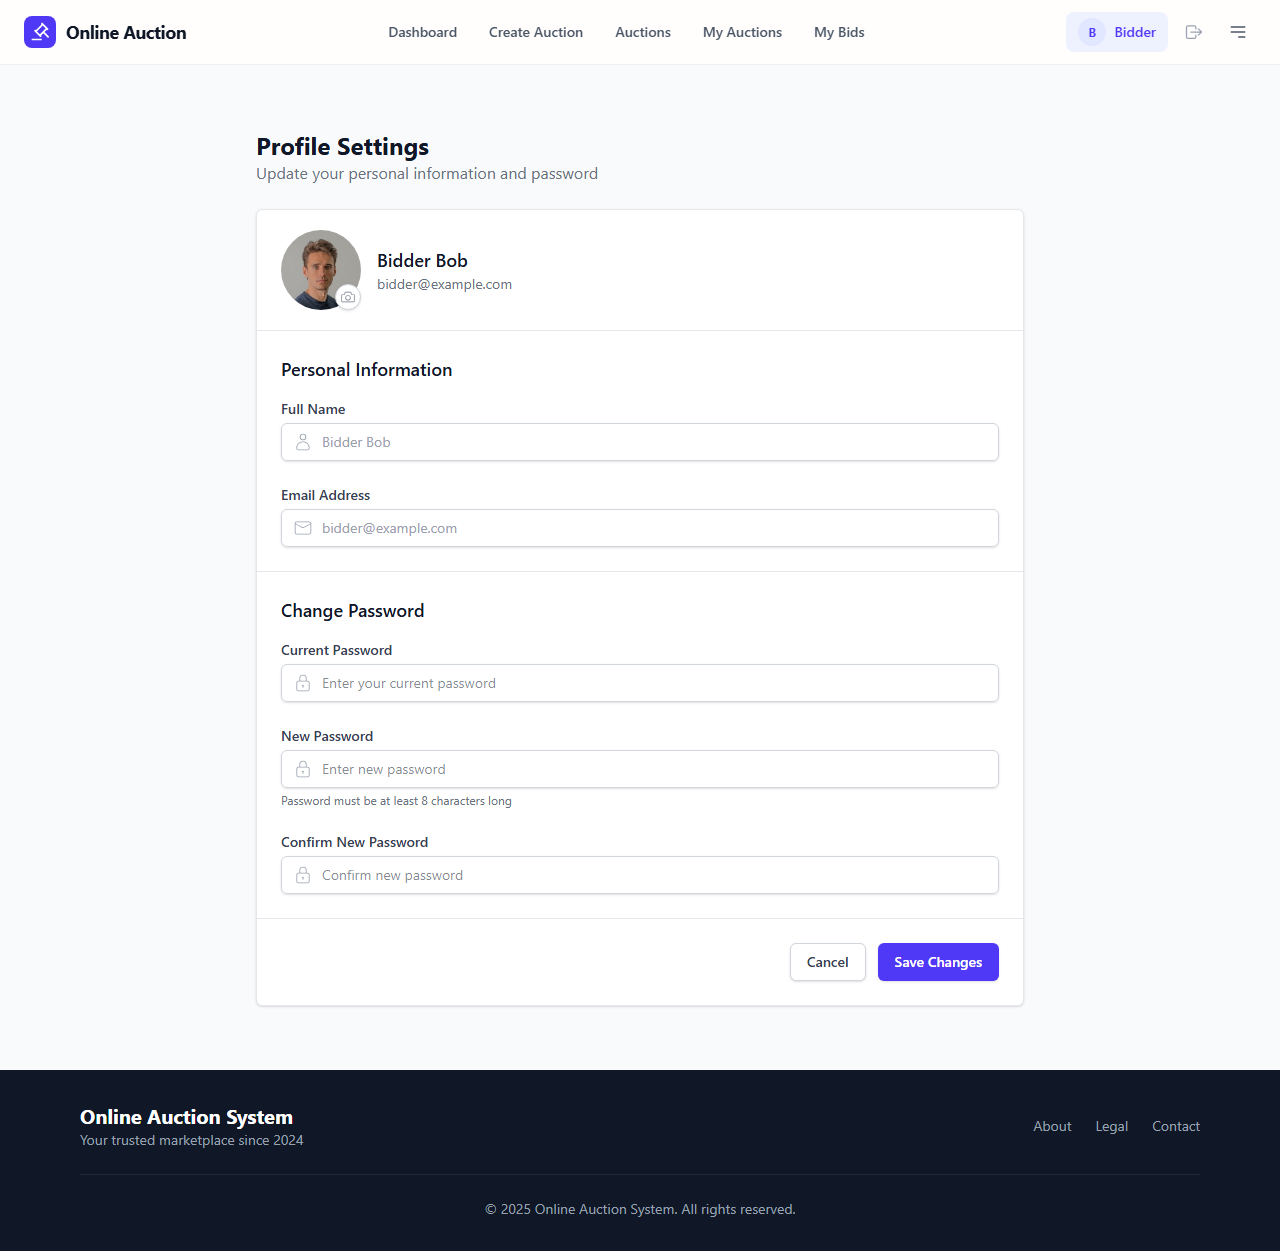 Online Auction
Dashboard
Create Auction
Auctions
My Auctions
My Bids
B
Bidder
Profile Settings
Update your personal information and password
Bidder Bob
bidder@example.com
Personal Information
Full Name
Bidder Bob
Email Address
bidder@example.com
Change Password
Current Password
Enter your current password
New Password
Enter new password
Password must be at least 8 characters long
Confirm New Password
Confirm new password
Cancel
Save Changes
Online Auction System
Your trusted marketplace since 2024
About
Legal
Contact
© 2025 Online Auction System. All rights reserved.